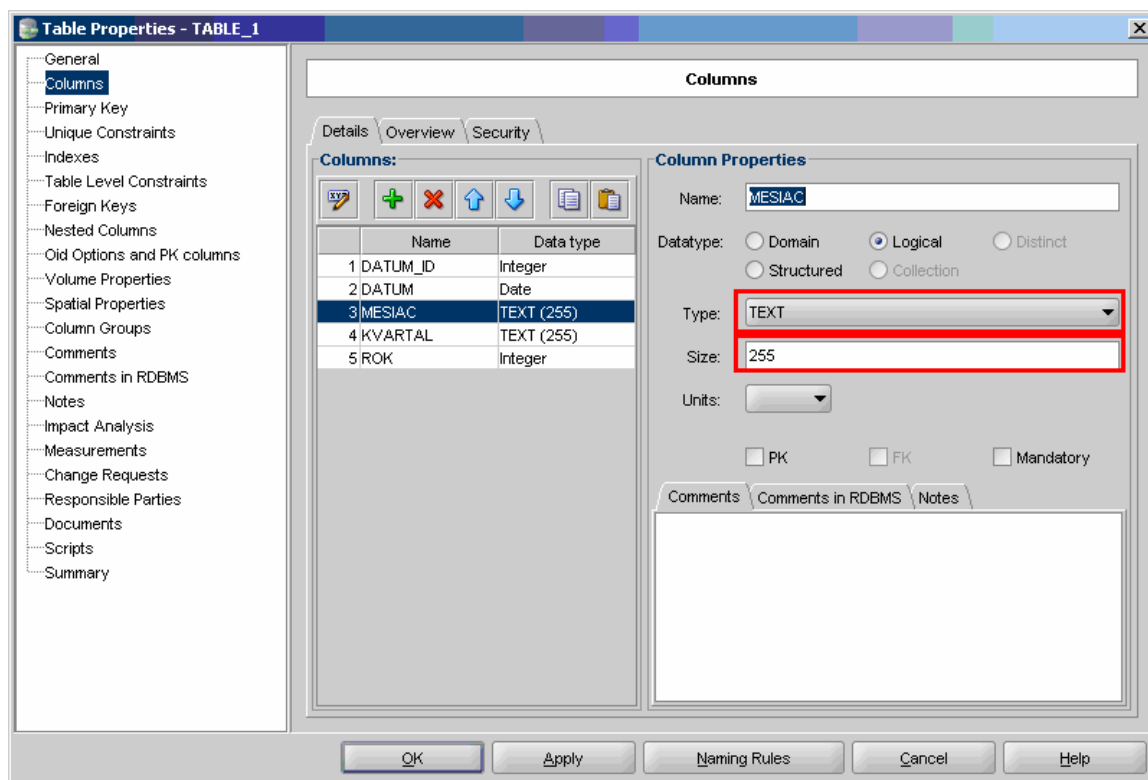 Table Properties - TABLE_1
General
Columns
Primary Key
Unique Constraints
Indexes
Table Level Constraints
Foreign Keys
Nested Columns
Oid Options and PK columns
Volume Properties
Spatial Properties
Column Groups
Comments
Comments in RDBMS
Notes
Impact Analysis
Measurements
Change Requests
Responsible Parties
Documents
Scripts
Summary
Columns
Details Overview Security
Columns:
XYZ
Name Data type
1 DATUM_ID Integer
2 DATUM Date
3 MESIAC TEXT (255)
4 KVARTAL TEXT (255)
5 ROK Integer
Column Properties
Name: MESIAC
Datatype: Domain Logical Distinct
Structured Collection
Type: TEXT
Size: 255
Units:
PK FK Mandatory
Comments Comments in RDBMS Notes
OK Apply Naming Rules Cancel Help